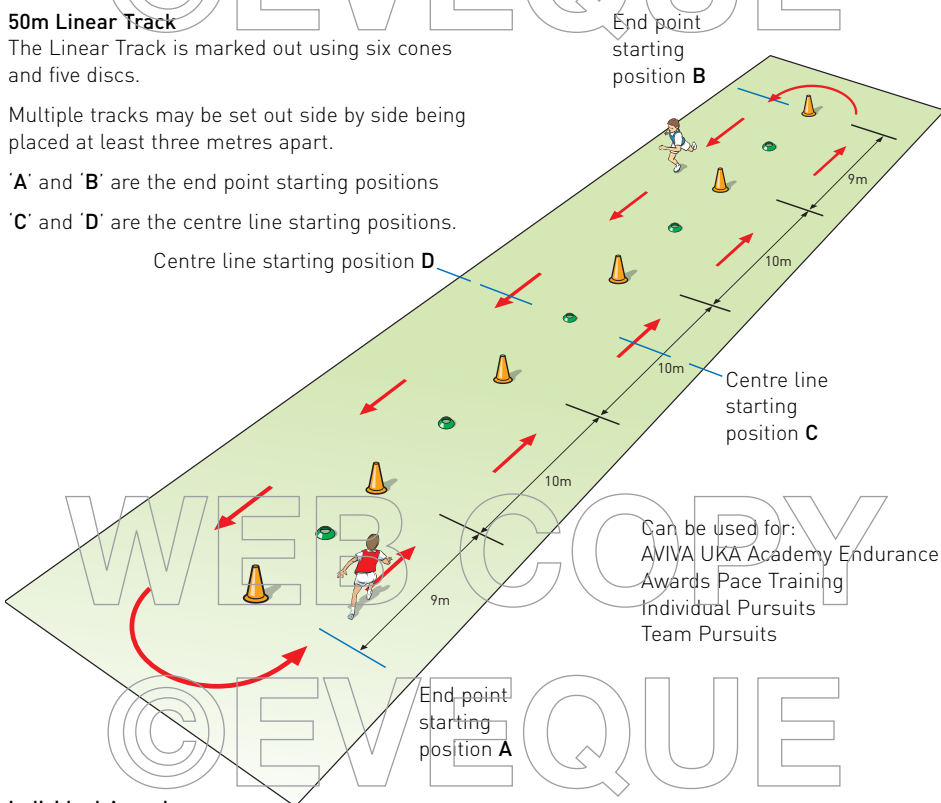 50m Linear Track
The Linear Track is marked out using six cones
and five discs.
Multiple tracks may be set out side by side being
placed at least three metres apart.
‘A’ and ‘B’ are the end point starting positions
‘C’ and ‘D’ are the centre line starting positions.
End point
starting
position B
Centre line starting position D
9m
10m
10m
10m
9m
Centre line
starting
position C
Can be used for:
AVIVA UKA Academy Endurance
Awards Pace Training
Individual Pursuits
Team Pursuits
End point
starting
position A
©EVEQUE
WEB COPY
©EVEQUE